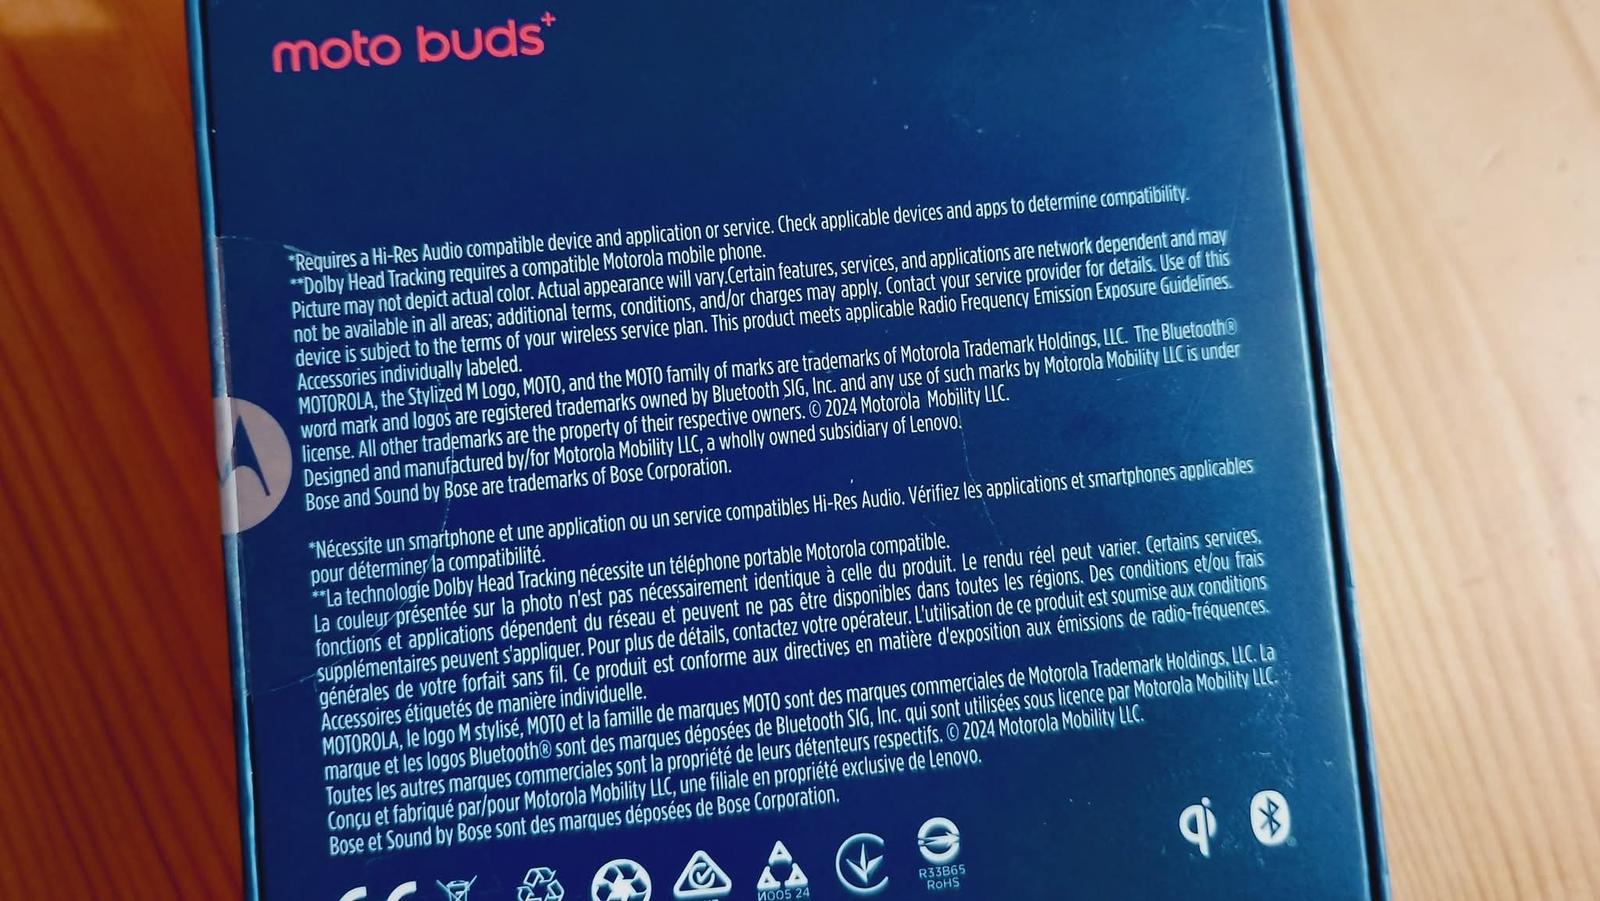 moto buds+
*Requires a Hi-Res Audio compatible device and application or service. Check applicable devices and apps to determine compatibility.
**Dolby Head Tracking requires a compatible Motorola mobile phone.
Picture may not depict actual color. Actual appearance will vary.Certain features, services, and applications are network dependent and may
not be available in all areas; additional terms, conditions, and/or charges may apply. Contact your service provider for details. Use of this
device is subject to the terms of your wireless service plan. This product meets applicable Radio Frequency Emission Exposure Guidelines.
Accessories individually labeled.
MOTOROLA, the Stylized M Logo, MOTO, and the MOTO family of marks are trademarks of Motorola Trademark Holdings, LLC. The Bluetooth®
word mark and logos are registered trademarks owned by Bluetooth SIG, Inc. and any use of such marks by Motorola Mobility LLC is under
license. All other trademarks are the property of their respective owners. © 2024 Motorola Mobility LLC.
Designed and manufactured by/for Motorola Mobility LLC, a wholly owned subsidiary of Lenovo.
Bose and Sound by Bose are trademarks of Bose Corporation.
*Nécessite un smartphone et une application ou un service compatibles Hi-Res Audio. Vérifiez les applications et smartphones applicables
pour déterminer la compatibilité.
**La technologie Dolby Head Tracking nécessite un téléphone portable Motorola compatible.
La couleur présentée sur la photo n'est pas nécessairement identique à celle du produit. Le rendu réel peut varier. Certains services,
fonctions et applications dépendent du réseau et peuvent ne pas être disponibles dans toutes les régions. Des conditions et/ou frais
supplémentaires peuvent s'appliquer. Pour plus de détails, contactez votre opérateur. L'utilisation de ce produit est soumise aux conditions
générales de votre forfait sans fil. Ce produit est conforme aux directives en matière d'exposition aux émissions de radio-fréquences.
Accessoires étiquetés de manière individuelle.
MOTOROLA, le logo M stylisé, MOTO et la famille de marques MOTO sont des marques commerciales de Motorola Trademark Holdings, LLC. La
marque et les logos Bluetooth® sont des marques déposées de Bluetooth SIG, Inc. qui sont utilisées sous licence par Motorola Mobility LLC.
Toutes les autres marques commerciales sont la propriété de leurs détenteurs respectifs. © 2024 Motorola Mobility LLC.
Conçu et fabriqué par/pour Motorola Mobility LLC, une filiale en propriété exclusive de Lenovo.
Bose et Sound by Bose sont des marques déposées de Bose Corporation.
qi
CE
И005 24
R33B65
RoHS